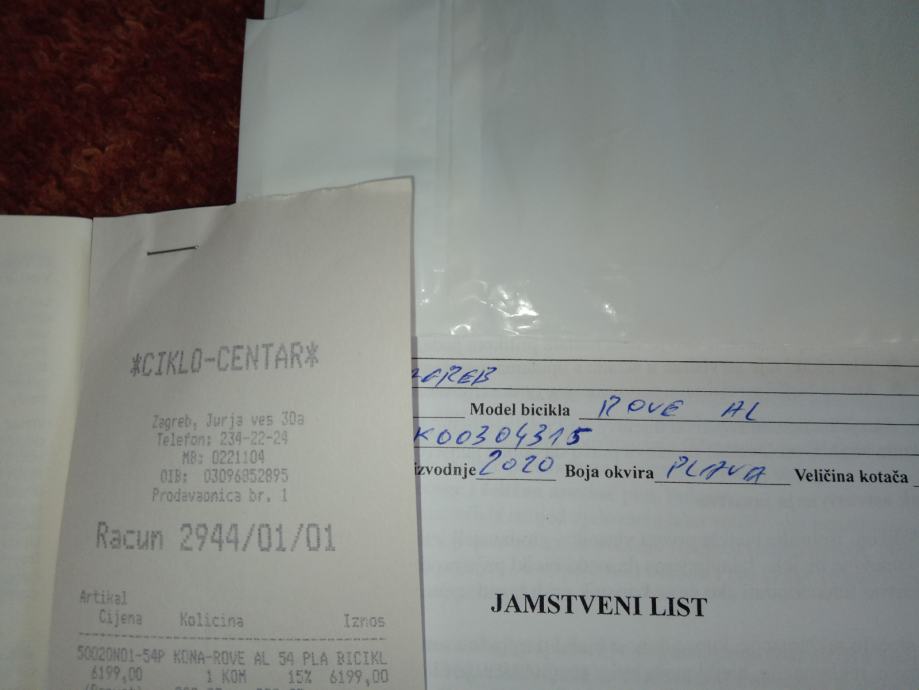 *CIKLO-CENTAR*
Zagreb, Jurja ves 30a
Telefon: 234-22-24
MB: 0221104
OIB: 03096852895
Prodavaonica br. 1
Racun 2944/01/01
Artikal
Cijena Kolicina Iznos
50020N01-54P KONA-ROVE AL 54 PLA BICIKL
6199,00 1 KOM 15% 6199,00
Model bicikla ROVE AL
K00304315
izvodnje 2020 Boja okvira PLAVA Veličina kotača
JAMSTVENI LIST